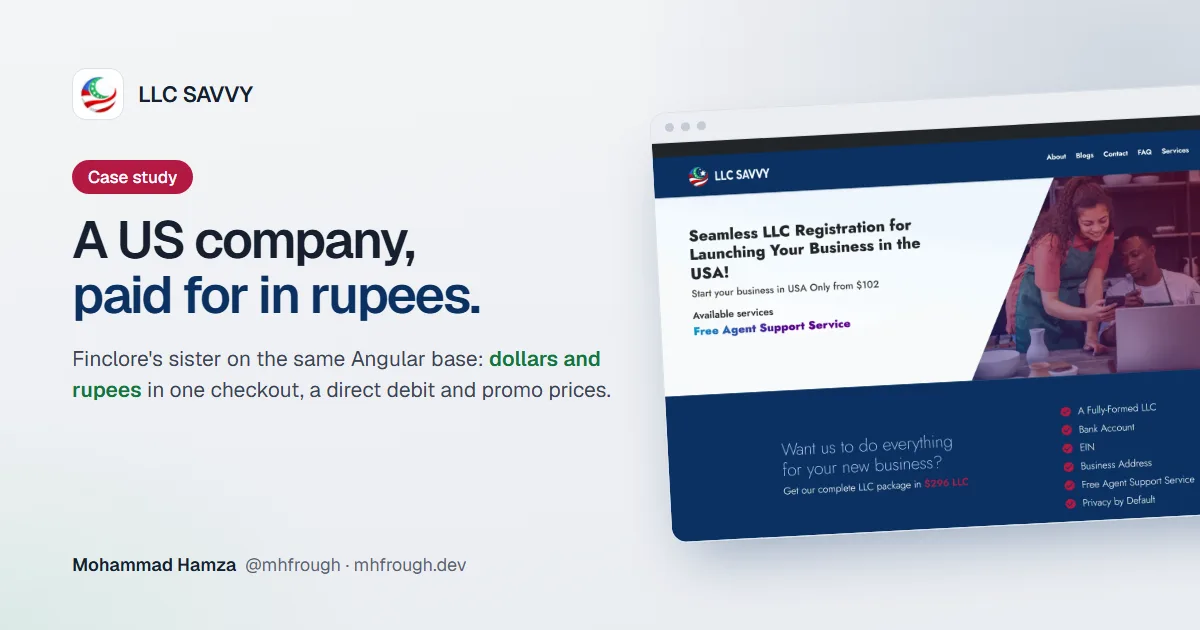 LLC SAVVY
Case study
A US company,
paid for in rupees.
Finclore's sister on the same Angular base: dollars and
rupees in one checkout, a direct debit and promo prices.
Mohammad Hamza @mhfrough · mhfrough.dev
LLC SAVVY
About Blogs Contact FAQ Services
Seamless LLC Registration for
Launching Your Business in the
USA!
Start your business in USA Only from $102
Available services
Free Agent Support Service
Want us to do everything
for your new business?
Get our complete LLC package in $296 LLC
A Fully-Formed LLC
Bank Account
EIN
Business Address
Free Agent Support Service
Privacy by Default